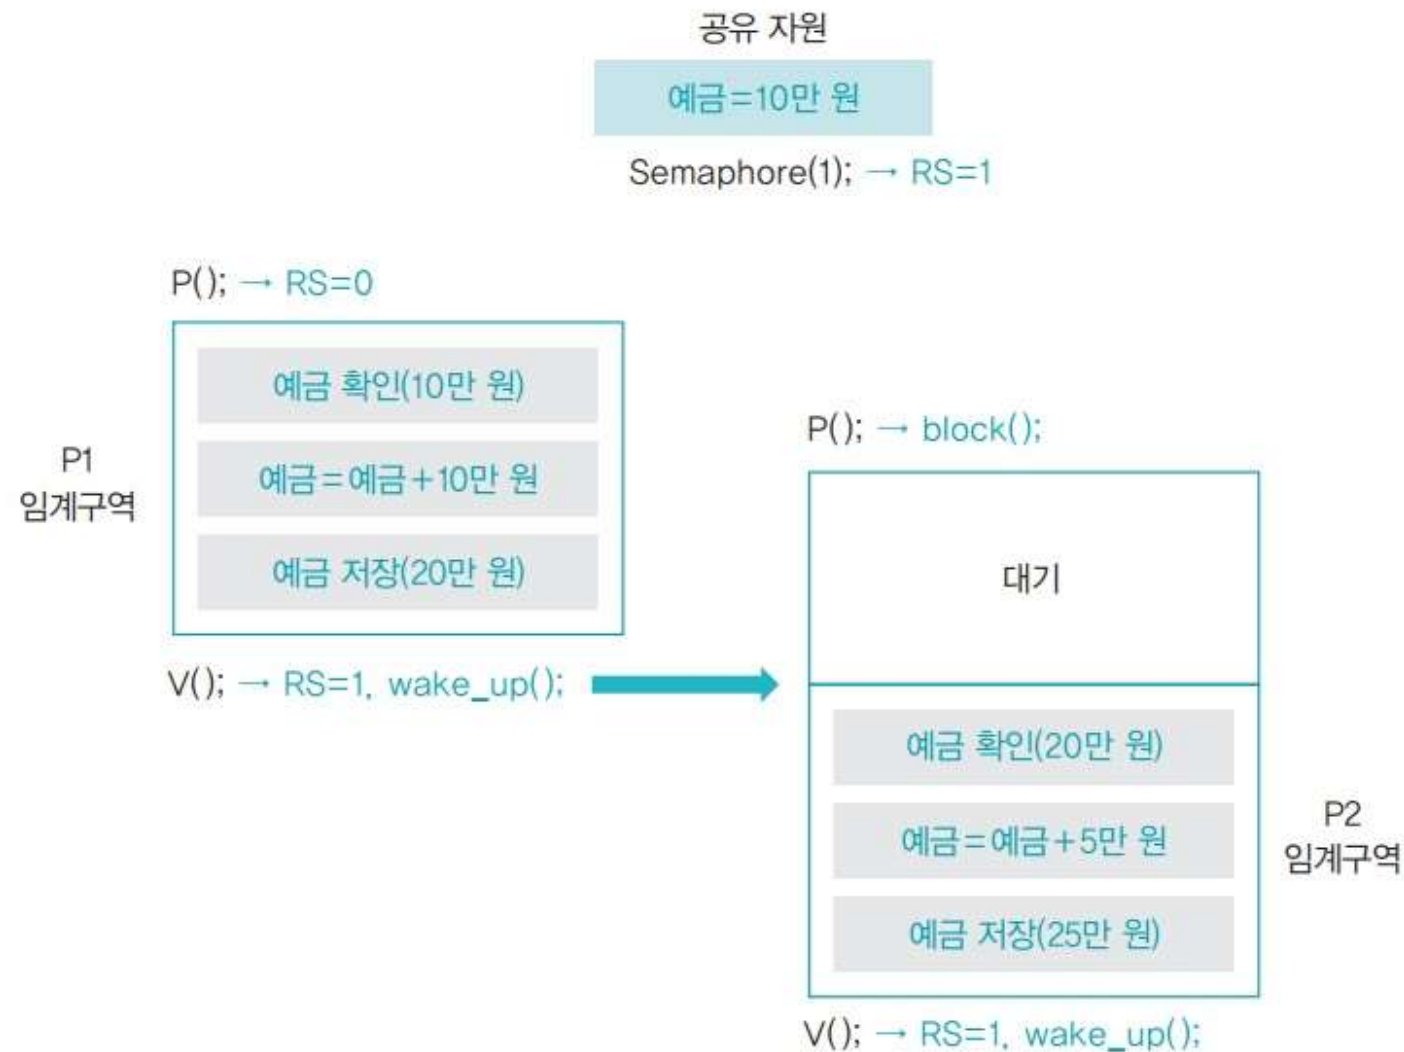 공유 자원
예금=10만 원
Semaphore(1); → RS=1
P(); → RS=0
예금 확인(10만 원)
예금=예금+10만 원
예금 저장(20만 원)
P1
임계구역
V(); → RS=1, wake_up();
P(); → block();
대기
예금 확인(20만 원)
예금=예금+5만 원
예금 저장(25만 원)
P2
임계구역
V(); → RS=1, wake_up();